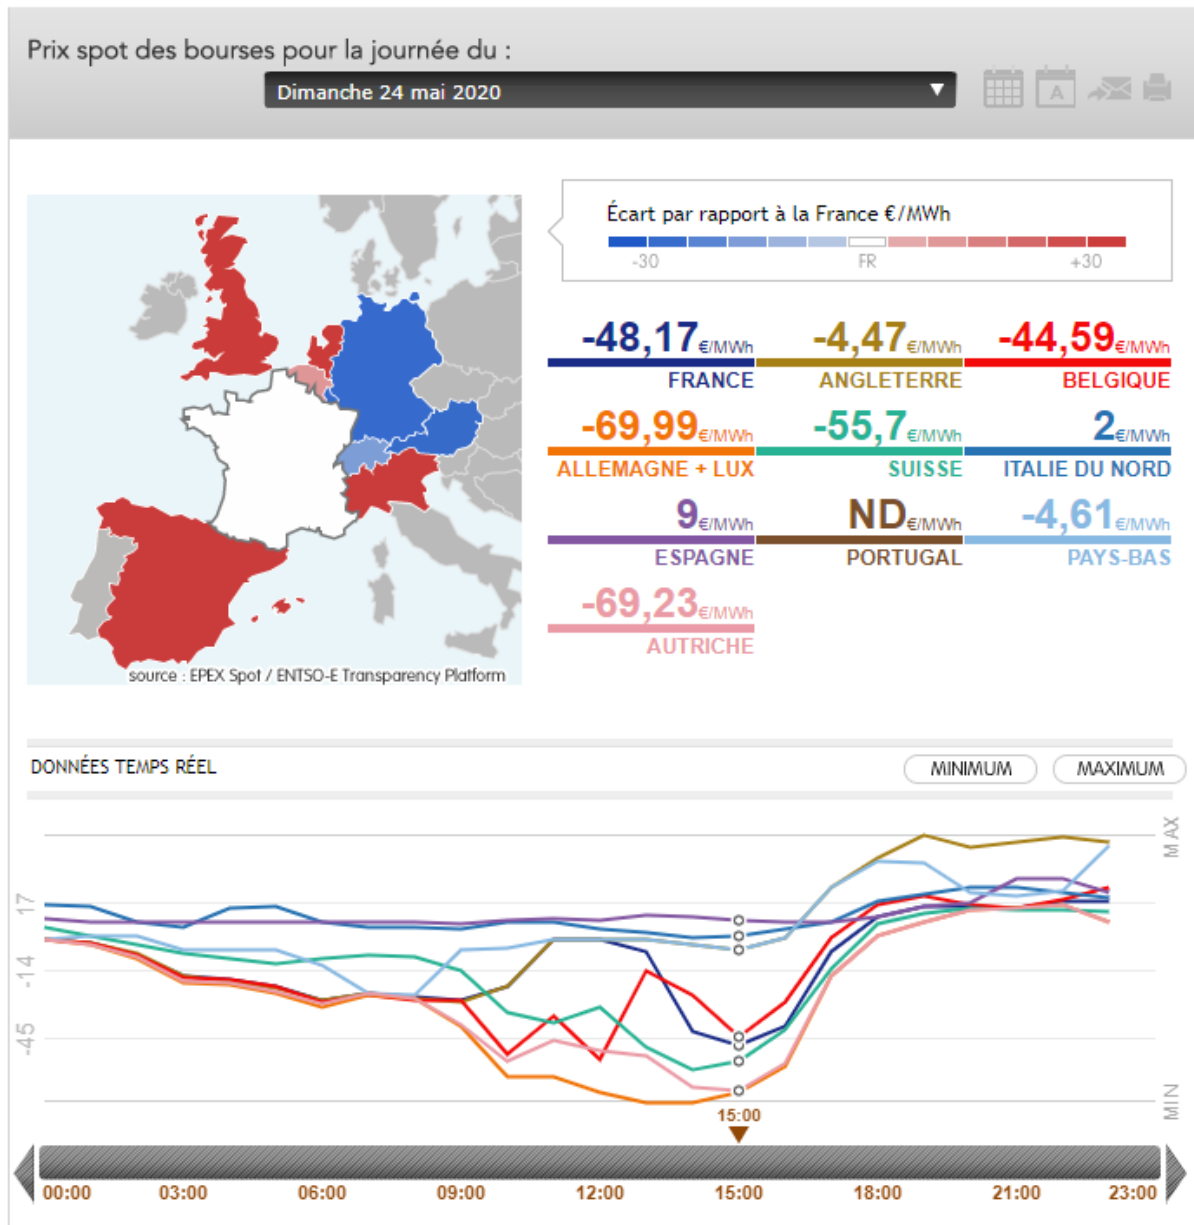 Prix spot des bourses pour la journée du :
Dimanche 24 mai 2020
A
Écart par rapport à la France €/MWh
-30 FR +30
-48,17€/MWh -4,47€/MWh -44,59€/MWh
FRANCE ANGLETERRE BELGIQUE
-69,99€/MWh -55,7€/MWh 2€/MWh
ALLEMAGNE + LUX SUISSE ITALIE DU NORD
9€/MWh ND€/MWh -4,61€/MWh
ESPAGNE PORTUGAL PAYS-BAS
-69,23€/MWh
AUTRICHE
source : EPEX Spot / ENTSO-E Transparency Platform
DONNÉES TEMPS RÉEL MINIMUM MAXIMUM
MAX
17
-14
-45
MIN
15:00
00:00 03:00 06:00 09:00 12:00 15:00 18:00 21:00 23:00